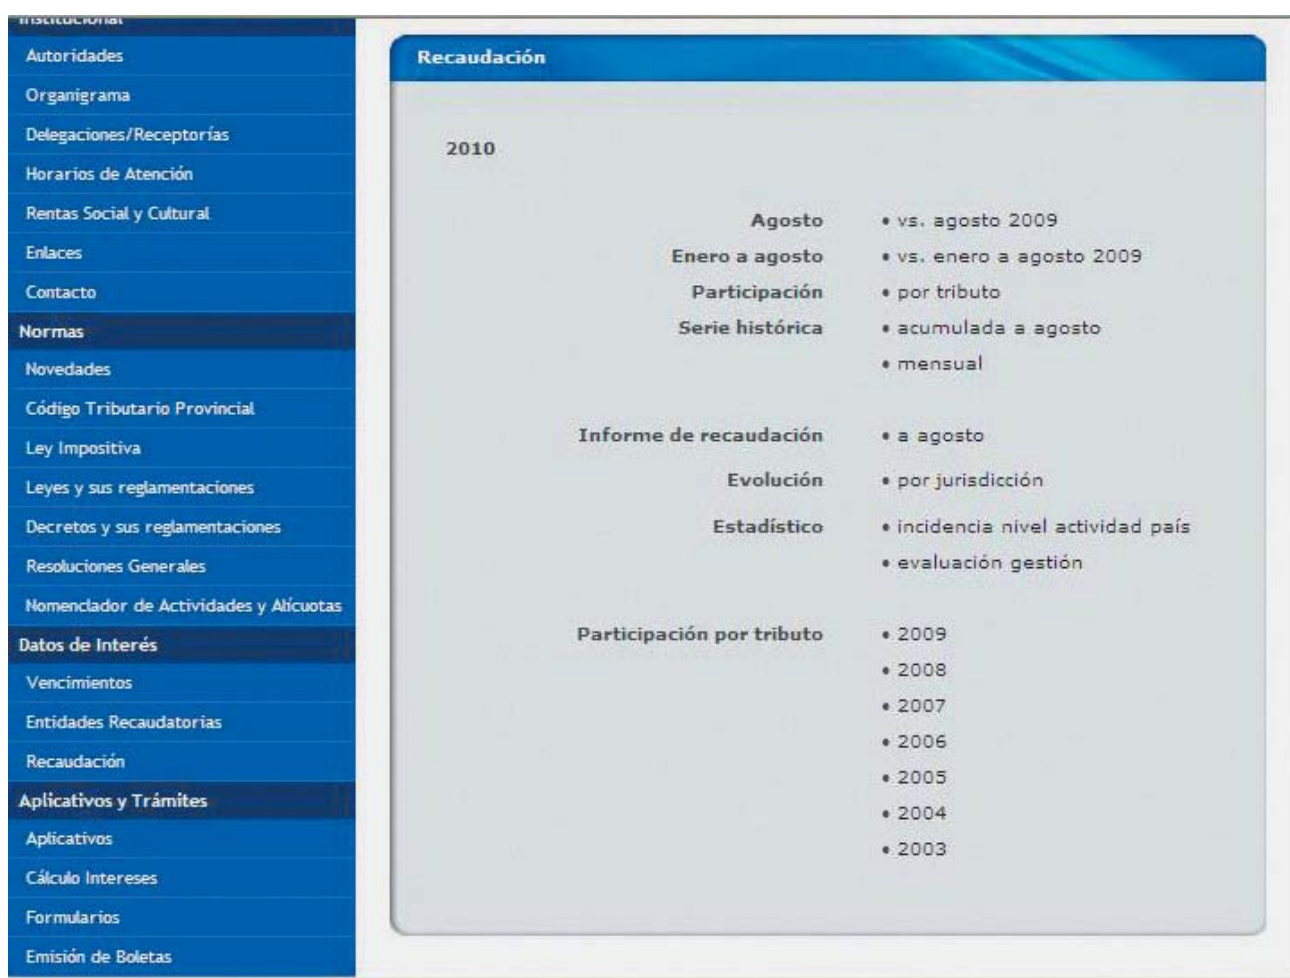 Institucional
Autoridades
Organigrama
Delegaciones/Receptorías
Horarios de Atención
Rentas Social y Cultural
Enlaces
Contacto
Normas
Novedades
Código Tributario Provincial
Ley Impositiva
Leyes y sus reglamentaciones
Decretos y sus reglamentaciones
Resoluciones Generales
Nomenclador de Actividades y Alícuotas
Datos de Interés
Vencimientos
Entidades Recaudatorias
Recaudación
Aplicativos y Trámites
Aplicativos
Cálculo Intereses
Formularios
Emisión de Boletas
Recaudación
2010
Agosto • vs. agosto 2009
Enero a agosto • vs. enero a agosto 2009
Participación • por tributo
Serie histórica • acumulada a agosto
• mensual
Informe de recaudación • a agosto
Evolución • por jurisdicción
Estadístico • incidencia nivel actividad país
• evaluación gestión
Participación por tributo • 2009
• 2008
• 2007
• 2006
• 2005
• 2004
• 2003